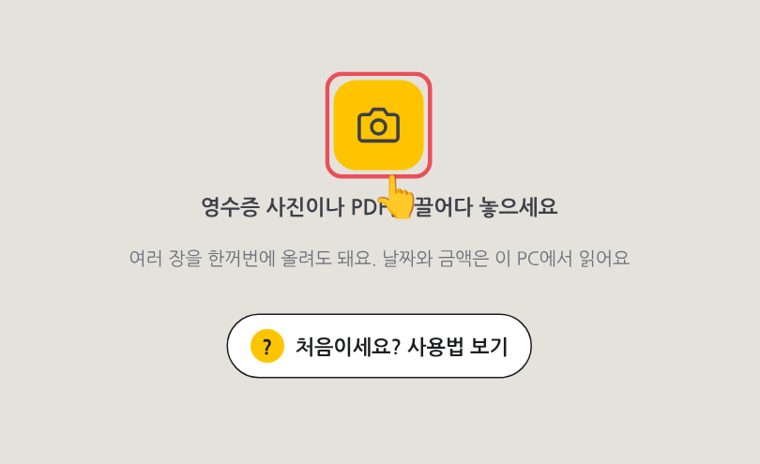 영수증 사진이나 PDF 끌어다 놓으세요
여러 장을 한꺼번에 올려도 돼요. 날짜와 금액은 이 PC에서 읽어요
? 처음이세요? 사용법 보기